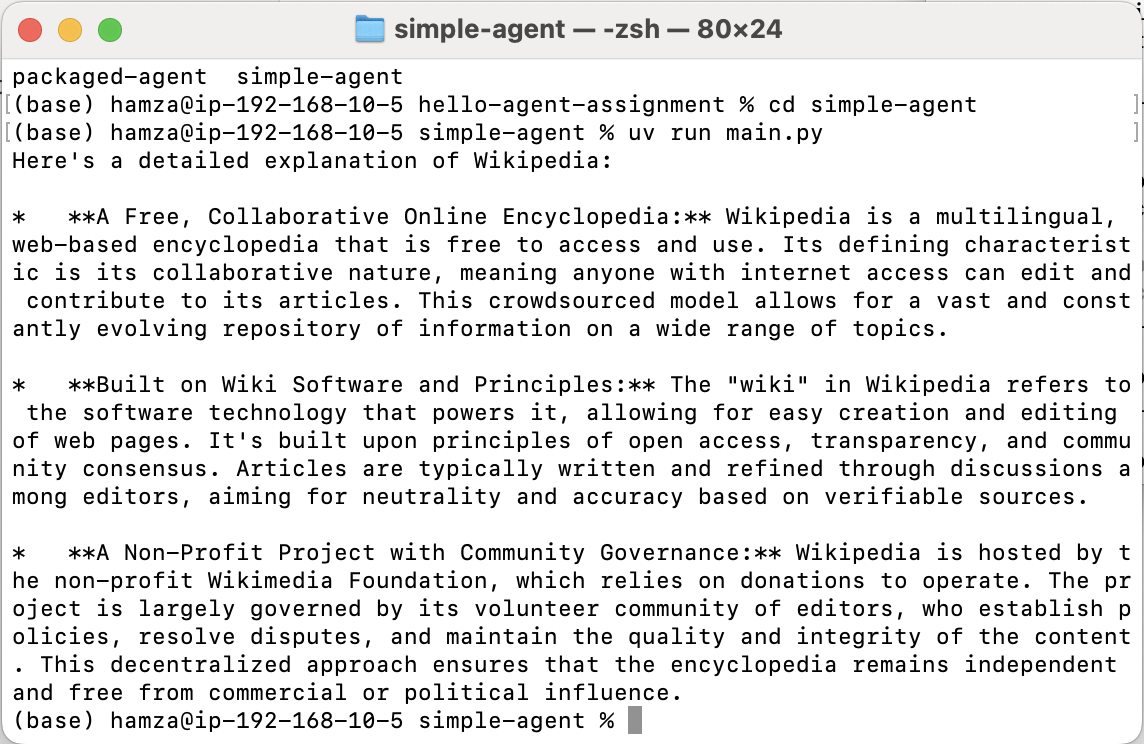 simple-agent — -zsh — 80×24
packaged-agent  simple-agent
[(base) hamza@ip-192-168-10-5 hello-agent-assignment % cd simple-agent ]
[(base) hamza@ip-192-168-10-5 simple-agent % uv run main.py ]
Here's a detailed explanation of Wikipedia:

*   **A Free, Collaborative Online Encyclopedia:** Wikipedia is a multilingual,
web-based encyclopedia that is free to access and use. Its defining characterist
ic is its collaborative nature, meaning anyone with internet access can edit and
 contribute to its articles. This crowdsourced model allows for a vast and const
antly evolving repository of information on a wide range of topics.

*   **Built on Wiki Software and Principles:** The "wiki" in Wikipedia refers to
 the software technology that powers it, allowing for easy creation and editing
of web pages. It's built upon principles of open access, transparency, and commu
nity consensus. Articles are typically written and refined through discussions a
mong editors, aiming for neutrality and accuracy based on verifiable sources.

*   **A Non-Profit Project with Community Governance:** Wikipedia is hosted by t
he non-profit Wikimedia Foundation, which relies on donations to operate. The pr
oject is largely governed by its volunteer community of editors, who establish p
olicies, resolve disputes, and maintain the quality and integrity of the content
. This decentralized approach ensures that the encyclopedia remains independent
and free from commercial or political influence.
(base) hamza@ip-192-168-10-5 simple-agent %